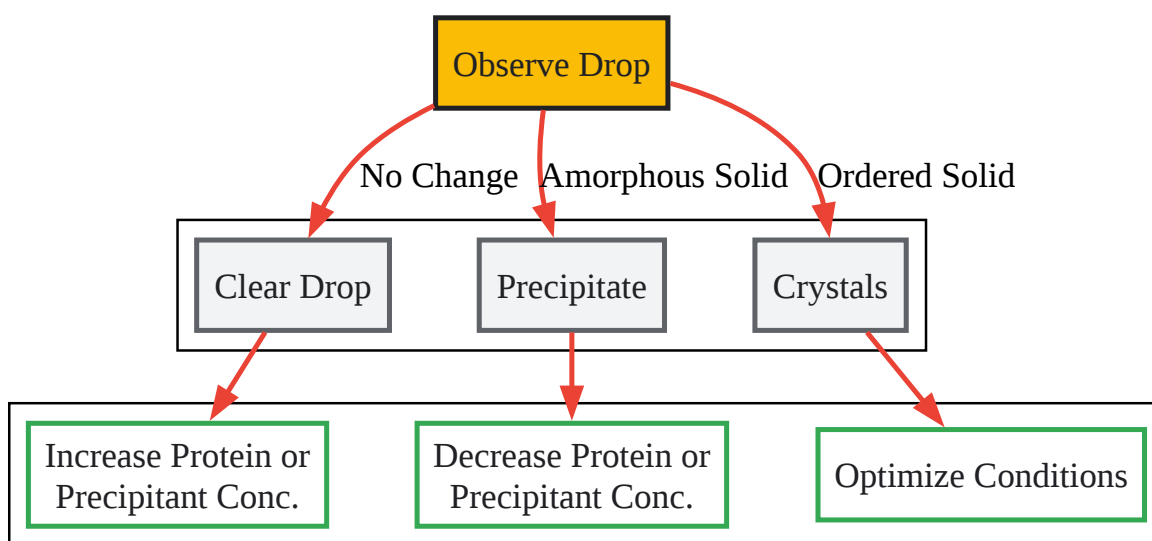 Observe Drop
No Change
Amorphous Solid
Ordered Solid
Clear Drop
Precipitate
Crystals
Increase Protein or
Precipitant Conc.
Decrease Protein or
Precipitant Conc.
Optimize Conditions